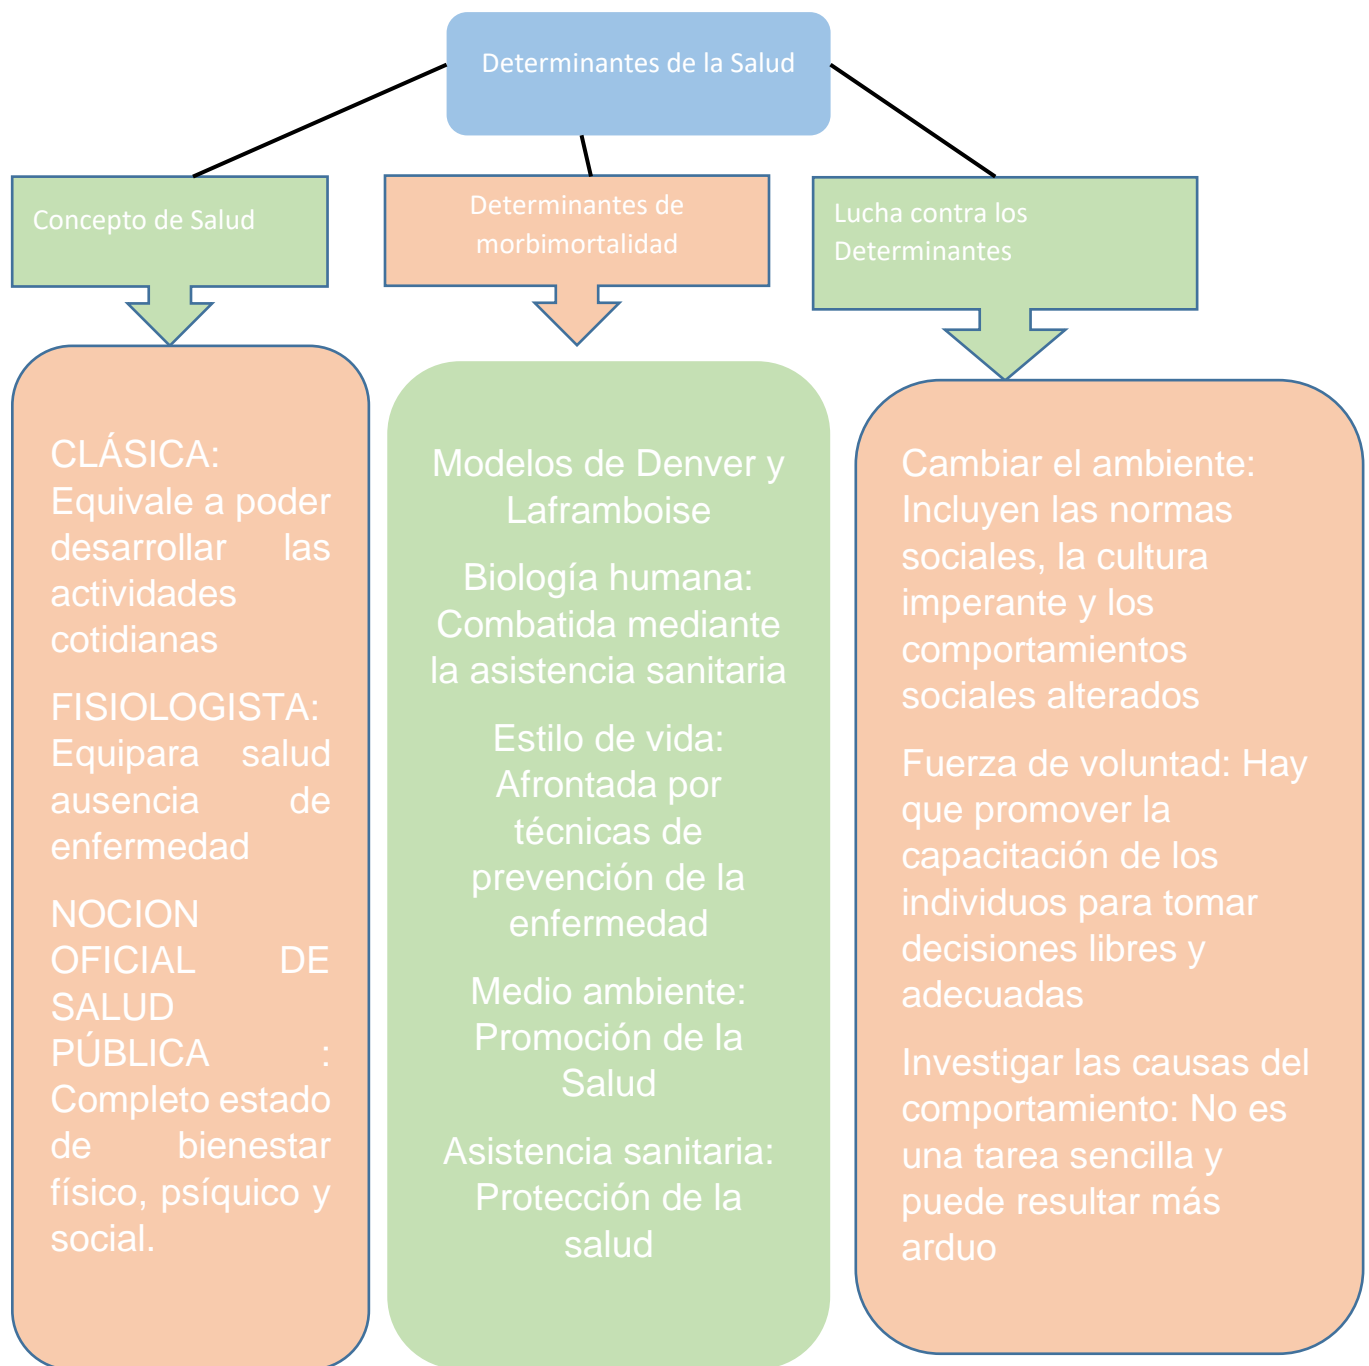 Determinantes de la Salud
Concepto de Salud
Determinantes de
morbimortalidad
Lucha contra los
Determinantes
CLÁSICA:
Equivale a poder
desarrollar las
actividades
cotidianas
FISIOLOGISTA:
Equipara salud
ausencia de
enfermedad
NOCION
OFICIAL DE
SALUD
PÚBLICA :
Completo estado
de bienestar
físico, psíquico y
social.
Modelos de Denver y
Laframboise
Biología humana:
Combatida mediante
la asistencia sanitaria
Estilo de vida:
Afrontada por
técnicas de
prevención de la
enfermedad
Medio ambiente:
Promoción de la
Salud
Asistencia sanitaria:
Protección de la
salud
Cambiar el ambiente:
Incluyen las normas
sociales, la cultura
imperante y los
comportamientos
sociales alterados
Fuerza de voluntad: Hay
que promover la
capacitación de los
individuos para tomar
decisiones libres y
adecuadas
Investigar las causas del
comportamiento: No es
una tarea sencilla y
puede resultar más
arduo